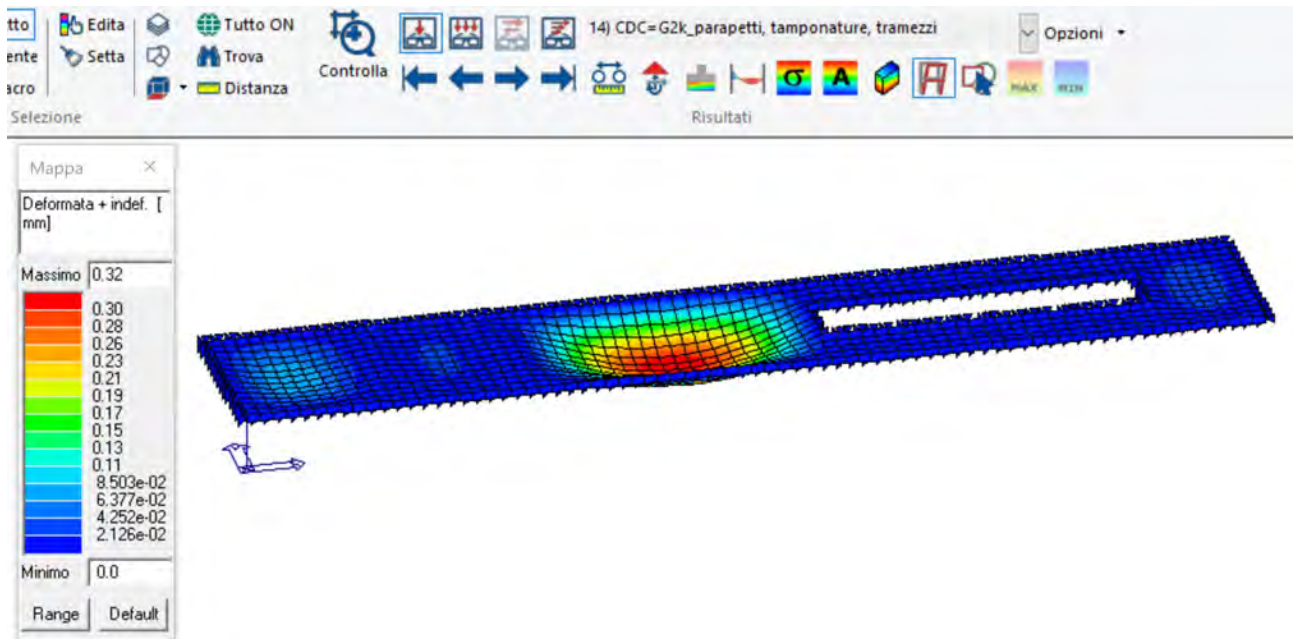 tto Edita Tutto ON 14) CDC=G2k_parapetti, tamponature, tramezzi Opzioni
ente Setta Trova
Controlla
acro Distanza
σ A MAX MIN
Selezione Risultati
Mappa ×
Deformata + indef. [
mm]
Massimo 0.32
0.30
0.28
0.26
0.23
0.21
0.19
0.17
0.15
0.13
0.11
8.503e-02
6.377e-02
4.252e-02
2.126e-02
Minimo 0.0
Range Default